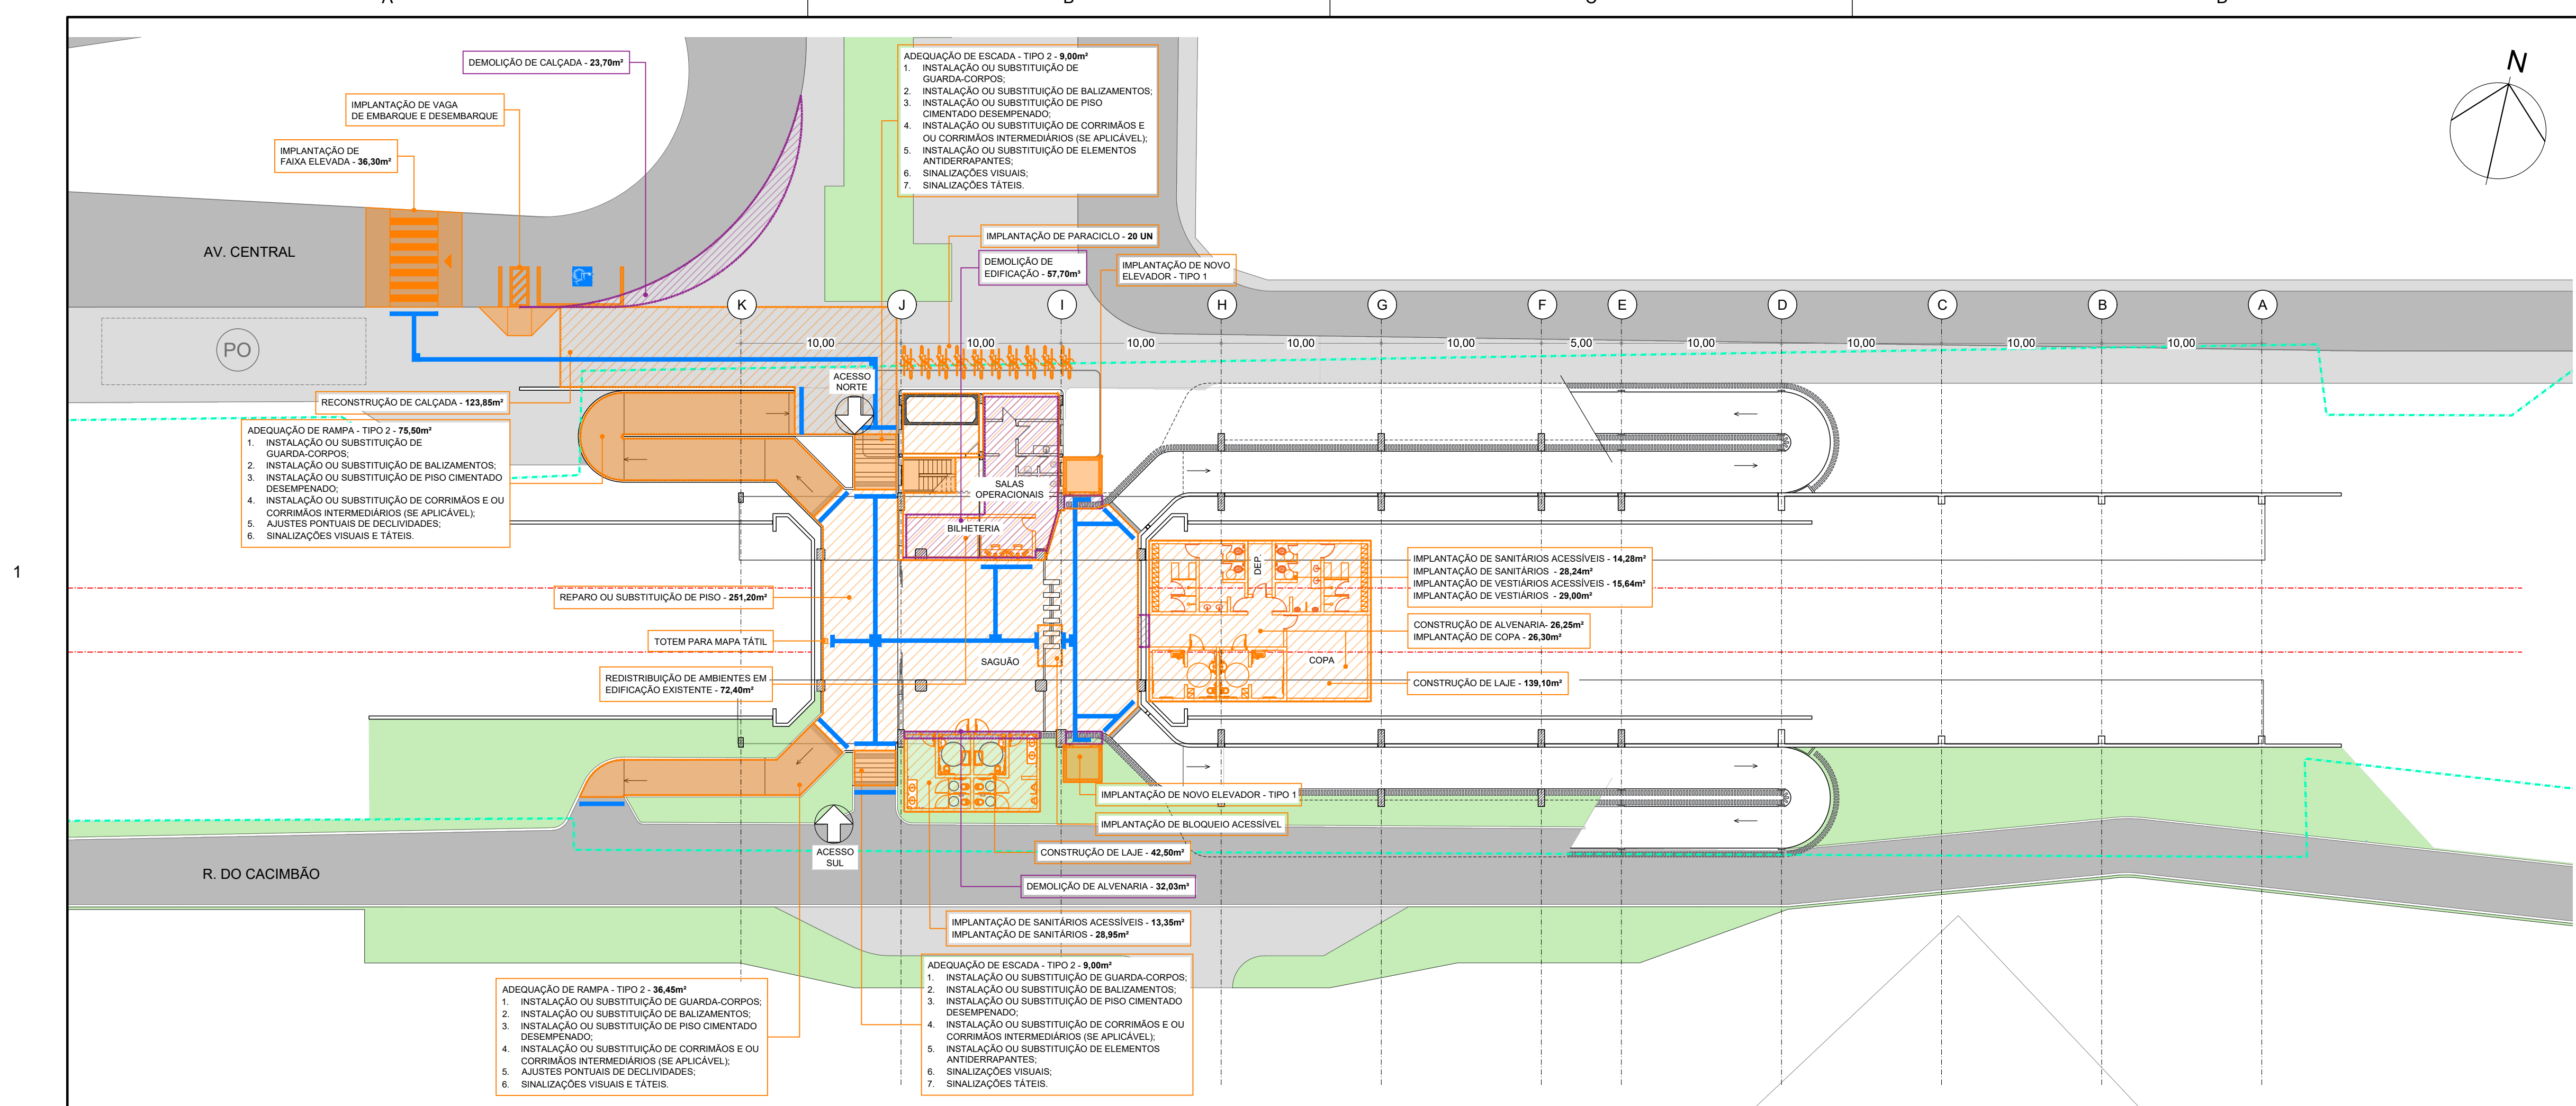 A
B
C
D
N
DEMOLIÇÃO DE CALÇADA - 23,70m²
IMPLANTAÇÃO DE VAGA
DE EMBARQUE E DESEMBARQUE
IMPLANTAÇÃO DE
FAIXA ELEVADA - 36,30m²
ADEQUAÇÃO DE ESCADA - TIPO 2 - 9,00m²
1. INSTALAÇÃO OU SUBSTITUIÇÃO DE
GUARDA-CORPOS;
2. INSTALAÇÃO OU SUBSTITUIÇÃO DE BALIZAMENTOS;
3. INSTALAÇÃO OU SUBSTITUIÇÃO DE PISO
CIMENTADO DESEMPENADO;
4. INSTALAÇÃO OU SUBSTITUIÇÃO DE CORRIMÃOS E
OU CORRIMÃOS INTERMEDIÁRIOS (SE APLICÁVEL);
5. INSTALAÇÃO OU SUBSTITUIÇÃO DE ELEMENTOS
ANTIDERRAPANTES;
6. SINALIZAÇÕES VISUAIS;
7. SINALIZAÇÕES TÁTEIS.
IMPLANTAÇÃO DE PARACICLO - 20 UN
DEMOLIÇÃO DE
EDIFICAÇÃO - 57,70m³
IMPLANTAÇÃO DE NOVO
ELEVADOR - TIPO 1
AV. CENTRAL
K
J
I
H
G
F
E
D
C
B
A
PO
10,00
10,00
10,00
10,00
10,00
5,00
10,00
10,00
10,00
10,00
ACESSO
NORTE
RECONSTRUÇÃO DE CALÇADA - 123,85m²
ADEQUAÇÃO DE RAMPA - TIPO 2 - 75,50m²
1. INSTALAÇÃO OU SUBSTITUIÇÃO DE
GUARDA-CORPOS;
2. INSTALAÇÃO OU SUBSTITUIÇÃO DE BALIZAMENTOS;
3. INSTALAÇÃO OU SUBSTITUIÇÃO DE PISO CIMENTADO
DESEMPENADO;
4. INSTALAÇÃO OU SUBSTITUIÇÃO DE CORRIMÃOS E OU
CORRIMÃOS INTERMEDIÁRIOS (SE APLICÁVEL);
5. AJUSTES PONTUAIS DE DECLIVIDADES;
6. SINALIZAÇÕES VISUAIS E TÁTEIS.
SALAS
OPERACIONAIS
BILHETERIA
DEP.
IMPLANTAÇÃO DE SANITÁRIOS ACESSÍVEIS - 14,28m²
IMPLANTAÇÃO DE SANITÁRIOS - 28,24m²
IMPLANTAÇÃO DE VESTIÁRIOS ACESSÍVEIS - 15,64m²
IMPLANTAÇÃO DE VESTIÁRIOS - 29,00m²
1
REPARO OU SUBSTITUIÇÃO DE PISO - 251,20m²
CONSTRUÇÃO DE ALVENARIA- 26,25m²
IMPLANTAÇÃO DE COPA - 26,30m²
TOTEM PARA MAPA TÁTIL
SAGUÃO
COPA
REDISTRIBUIÇÃO DE AMBIENTES EM
EDIFICAÇÃO EXISTENTE - 72,40m²
CONSTRUÇÃO DE LAJE - 139,10m²
IMPLANTAÇÃO DE NOVO ELEVADOR - TIPO 1
IMPLANTAÇÃO DE BLOQUEIO ACESSÍVEL
ACESSO
SUL
CONSTRUÇÃO DE LAJE - 42,50m²
R. DO CACIMBÃO
DEMOLIÇÃO DE ALVENARIA - 32,03m³
IMPLANTAÇÃO DE SANITÁRIOS ACESSÍVEIS - 13,35m²
IMPLANTAÇÃO DE SANITÁRIOS - 28,95m²
ADEQUAÇÃO DE RAMPA - TIPO 2 - 36,45m²
1. INSTALAÇÃO OU SUBSTITUIÇÃO DE GUARDA-CORPOS;
2. INSTALAÇÃO OU SUBSTITUIÇÃO DE BALIZAMENTOS;
3. INSTALAÇÃO OU SUBSTITUIÇÃO DE PISO CIMENTADO
DESEMPENADO;
4. INSTALAÇÃO OU SUBSTITUIÇÃO DE CORRIMÃOS E OU
CORRIMÃOS INTERMEDIÁRIOS (SE APLICÁVEL);
5. AJUSTES PONTUAIS DE DECLIVIDADES;
6. SINALIZAÇÕES VISUAIS E TÁTEIS.
ADEQUAÇÃO DE ESCADA - TIPO 2 - 9,00m²
1. INSTALAÇÃO OU SUBSTITUIÇÃO DE GUARDA-CORPOS;
2. INSTALAÇÃO OU SUBSTITUIÇÃO DE BALIZAMENTOS;
3. INSTALAÇÃO OU SUBSTITUIÇÃO DE PISO CIMENTADO
DESEMPENADO;
4. INSTALAÇÃO OU SUBSTITUIÇÃO DE CORRIMÃOS E OU
CORRIMÃOS INTERMEDIÁRIOS (SE APLICÁVEL);
5. INSTALAÇÃO OU SUBSTITUIÇÃO DE ELEMENTOS
ANTIDERRAPANTES;
6. SINALIZAÇÕES VISUAIS;
7. SINALIZAÇÕES TÁTEIS.